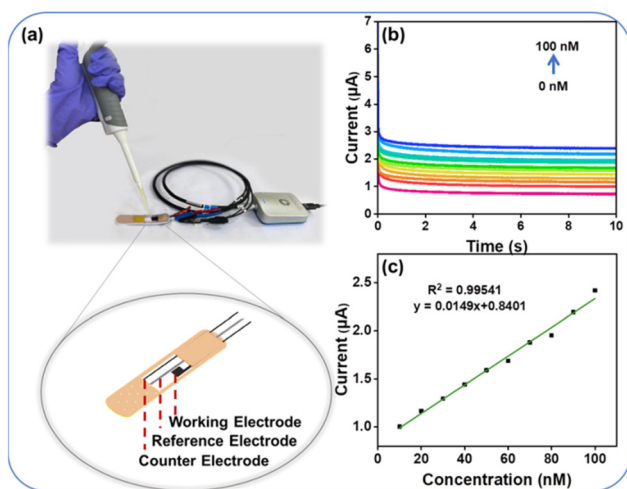 (a)
Working Electrode
Reference Electrode
Counter Electrode
(b)
Current (µA)
7
6
5
4
3
2
1
0
100 nM
0 nM
0 2 4 6 8 10
Time (s)
(c)
Current (µA)
2.5
2.0
1.5
1.0
R² = 0.99541
y = 0.0149x+0.8401
0 20 40 60 80 100
Concentration (nM)